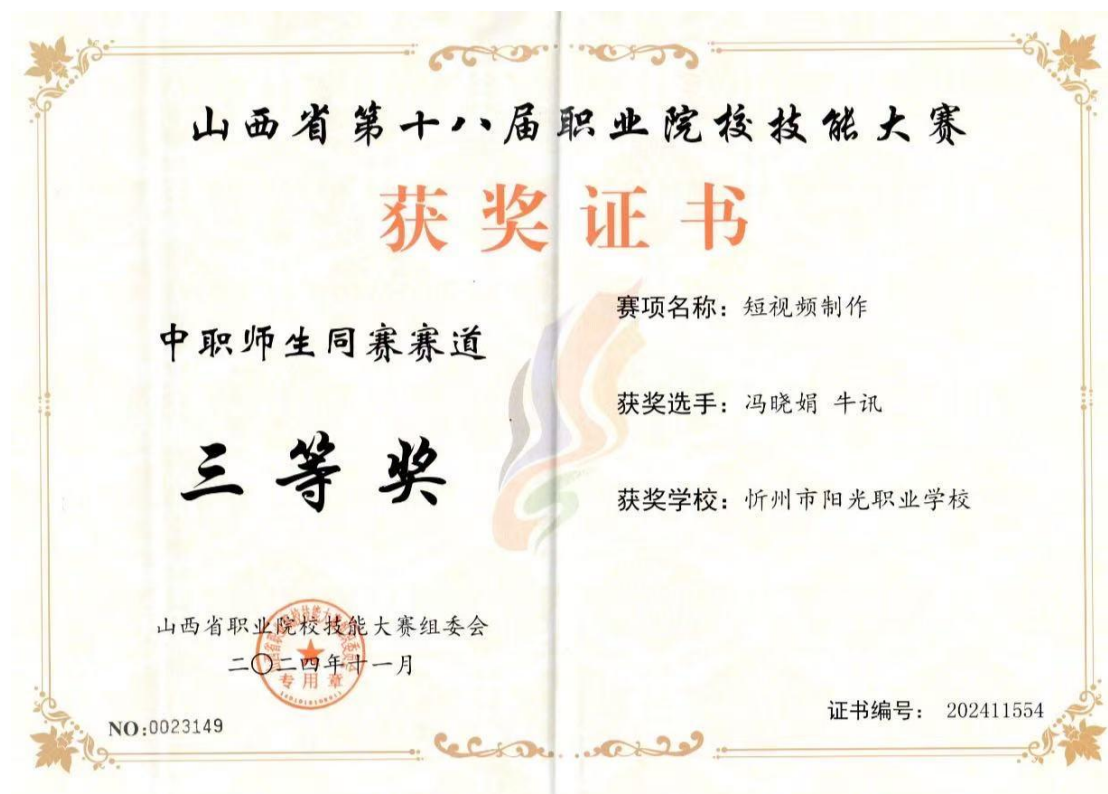 山西省第十八届职业院校技能大赛
获奖证书
中职师生同赛赛道
三等奖
赛项名称：短视频制作
获奖选手：冯晓娟 牛讯
获奖学校：忻州市阳光职业学校
山西省职业院校技能大赛组委会
二〇二四年十一月
专用章
NO:0023149
证书编号： 202411554